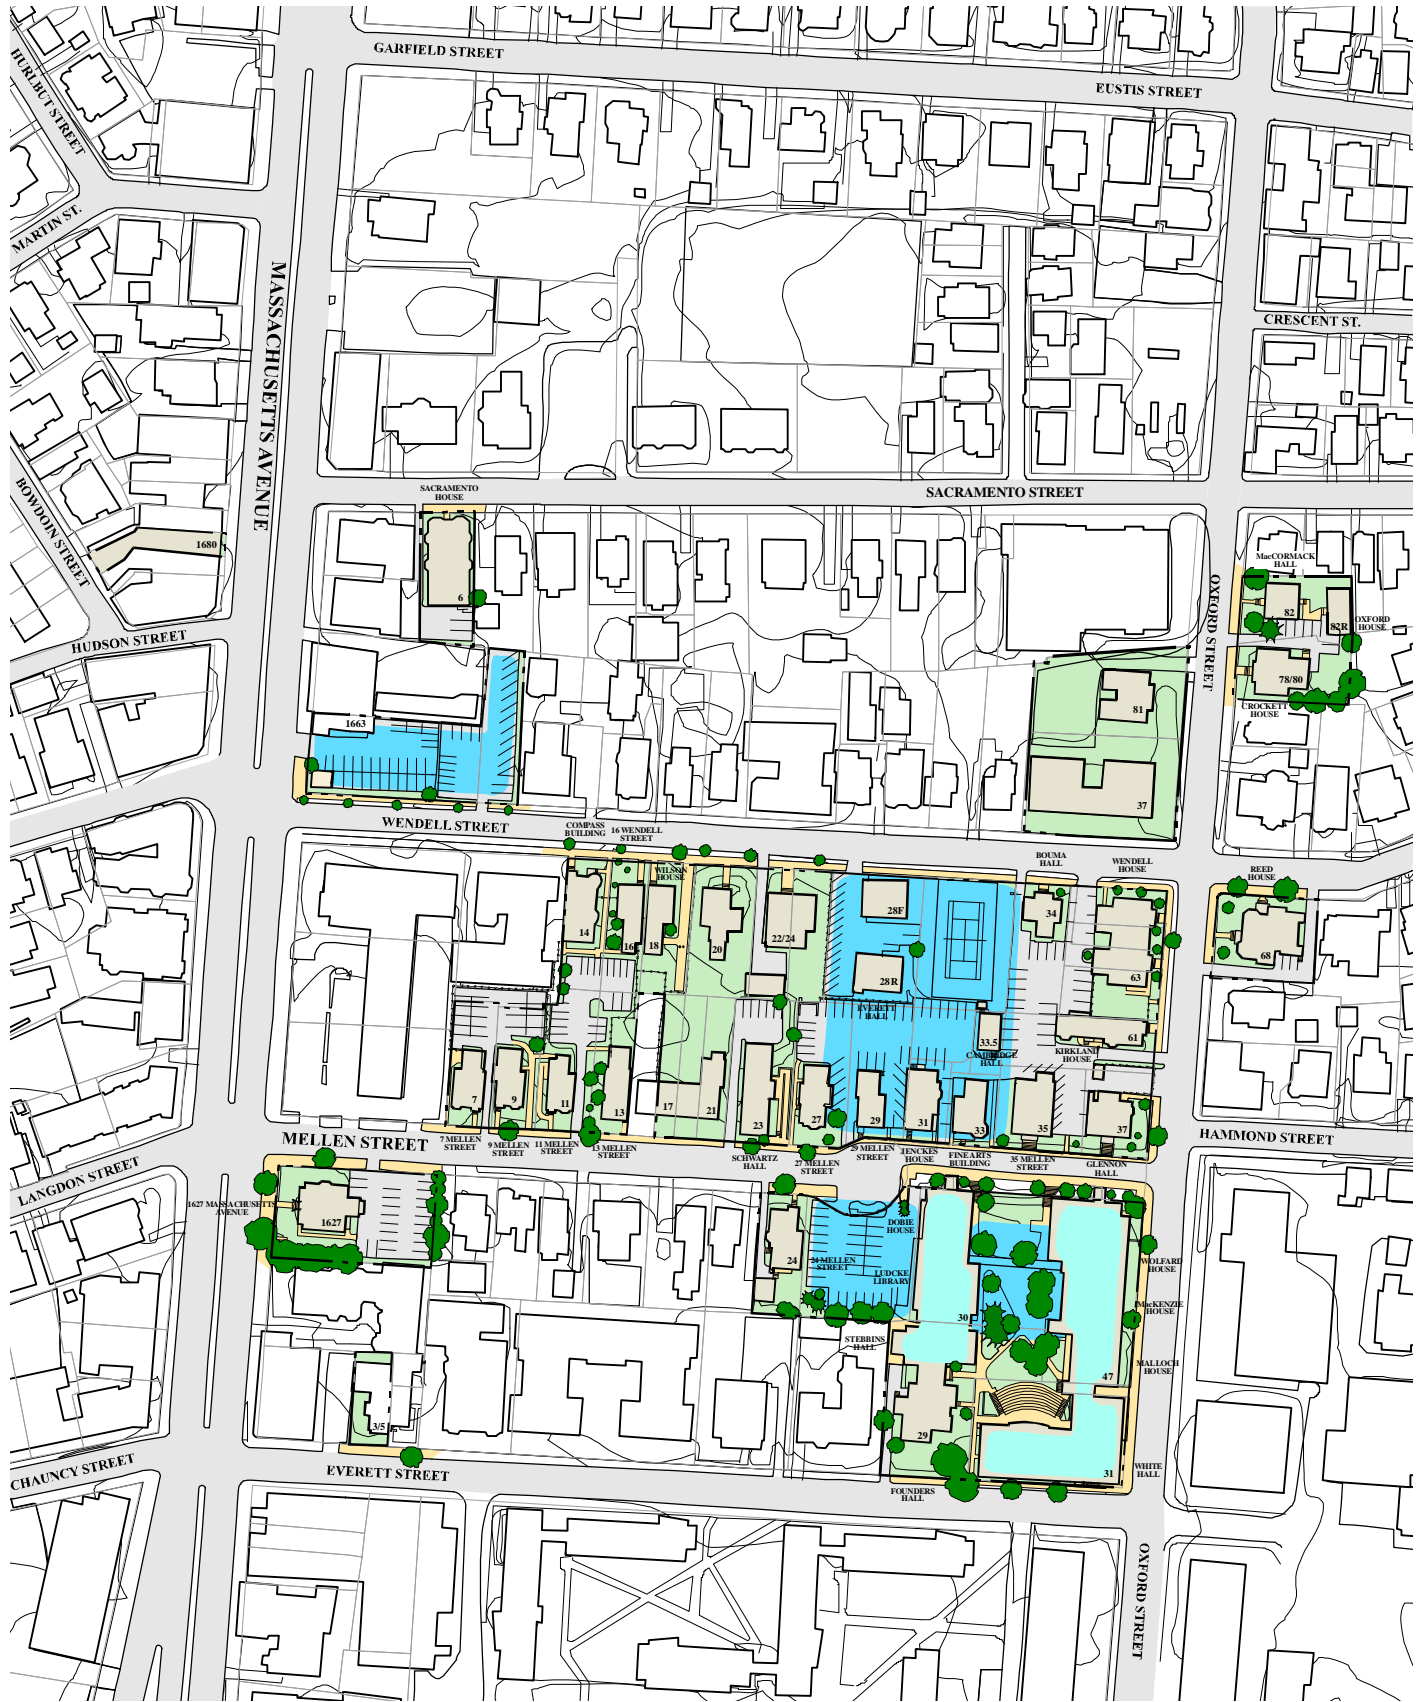 GARFIELD STREET
EUSTIS STREET
HURLBUT STREET
MARTIN ST.
MASSACHUSETTS AVENUE
CRESCENT ST.
BOWDOIN STREET
SACRAMENTO
HOUSE
SACRAMENTO STREET
1680
6
MacCORMACK
HALL
OXFORD STREET
82
82R
OXFORD
HOUSE
HUDSON STREET
78/80
CROCKETT
HOUSE
81
1663
37
WENDELL STREET
COMPASS
BUILDING
16 WENDELL
STREET
WILSON
HOUSE
BOUMA
HALL
WENDELL
HOUSE
REED
HOUSE
14
16
18
20
22/24
28F
34
63
68
28R
EVERETT
HALL
33.5
CAMBRIDGE
HALL
KIRKLAND
HOUSE
61
7
9
11
13
17
21
23
27
29
31
33
35
37
MELLEN STREET
7 MELLEN
STREET
9 MELLEN
STREET
11 MELLEN
STREET
13 MELLEN
STREET
SCHWARTZ
HALL
27 MELLEN
STREET
29 MELLEN
STREET
JENCKES
HOUSE
FINE ARTS
BUILDING
35 MELLEN
STREET
GLENNON
HALL
HAMMOND STREET
LANGDON STREET
1627 MASSACHUSETTS
AVENUE
1627
DOBIE
HOUSE
24
24 MELLEN
STREET
LUDCKE
LIBRARY
WOLFARD
HOUSE
MacKENZIE
HOUSE
30
STEBBINS
HALL
MALLOCH
HOUSE
47
3/5
29
CHAUNCY STREET
EVERETT STREET
FOUNDERS
HALL
31
WHITE
HALL
OXFORD STREET